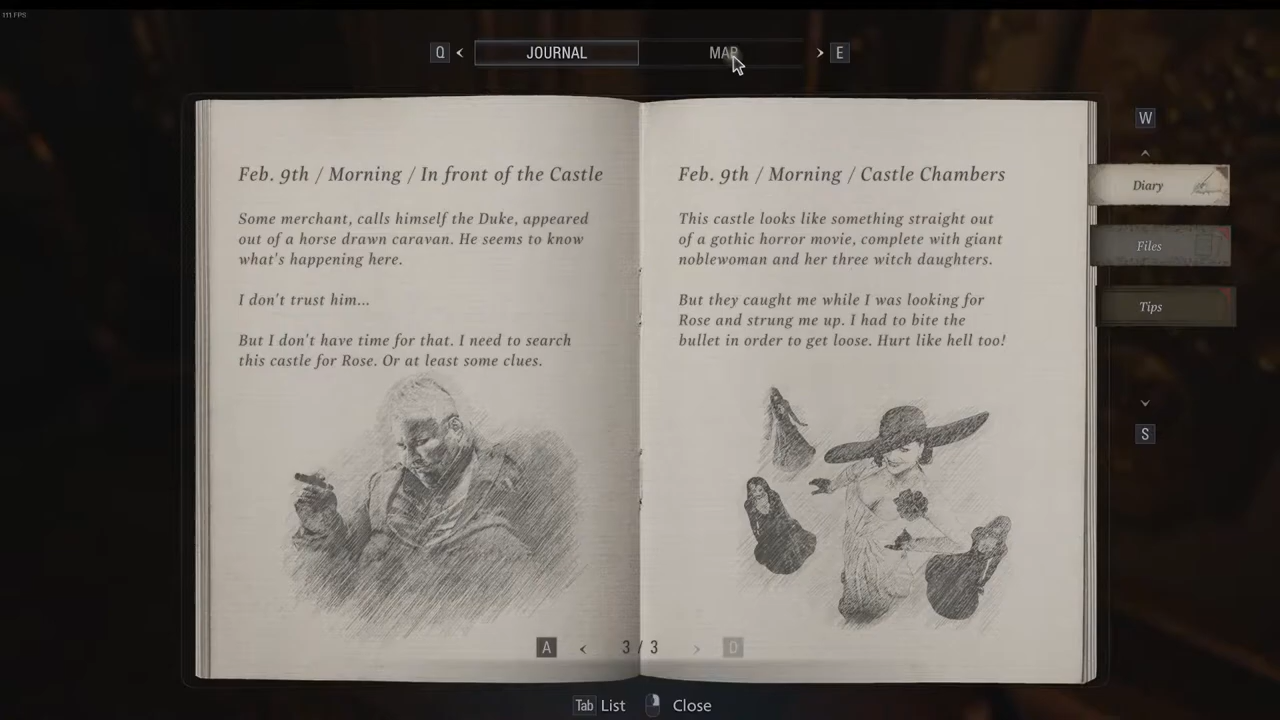 111 FPS
Q < JOURNAL MAP > E
Feb. 9th / Morning / In front of the Castle
Some merchant, calls himself the Duke, appeared
out of a horse drawn caravan. He seems to know
what's happening here.
I don't trust him...
But I don't have time for that. I need to search
this castle for Rose. Or at least some clues.
Feb. 9th / Morning / Castle Chambers
This castle looks like something straight out
of a gothic horror movie, complete with giant
noblewoman and her three witch daughters.
But they caught me while I was looking for
Rose and strung me up. I had to bite the
bullet in order to get loose. Hurt like hell too!
W
Diary
Files
Tips
S
A < 3 / 3 > D
Tab List Close